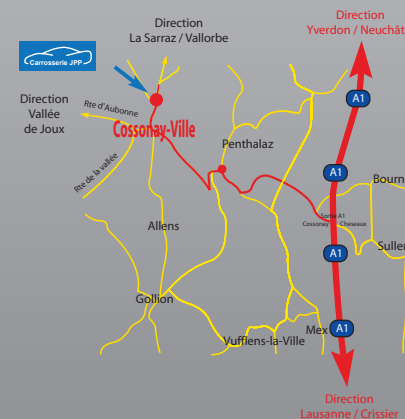 Direction
Yverdon / Neuchât
Direction
La Sarraz / Vallorbe
Carrosserie JPP
A1
Direction
Vallée
de Joux
Rte d'Aubonne
Cossonay-Ville
Penthalaz
A1
Bourn
Rte de la vallée
Sortie A1
Cossonay Cheseaux
Allens
Suller
A1
Gollion
Mex
A1
Vufflens-la-Ville
Direction
Lausanne / Crissier